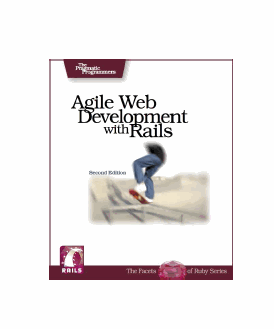 The
Pragmatic
Programmers
Agile Web
Development
with Rails
Second Edition
RAILS
The Facets of Ruby Series